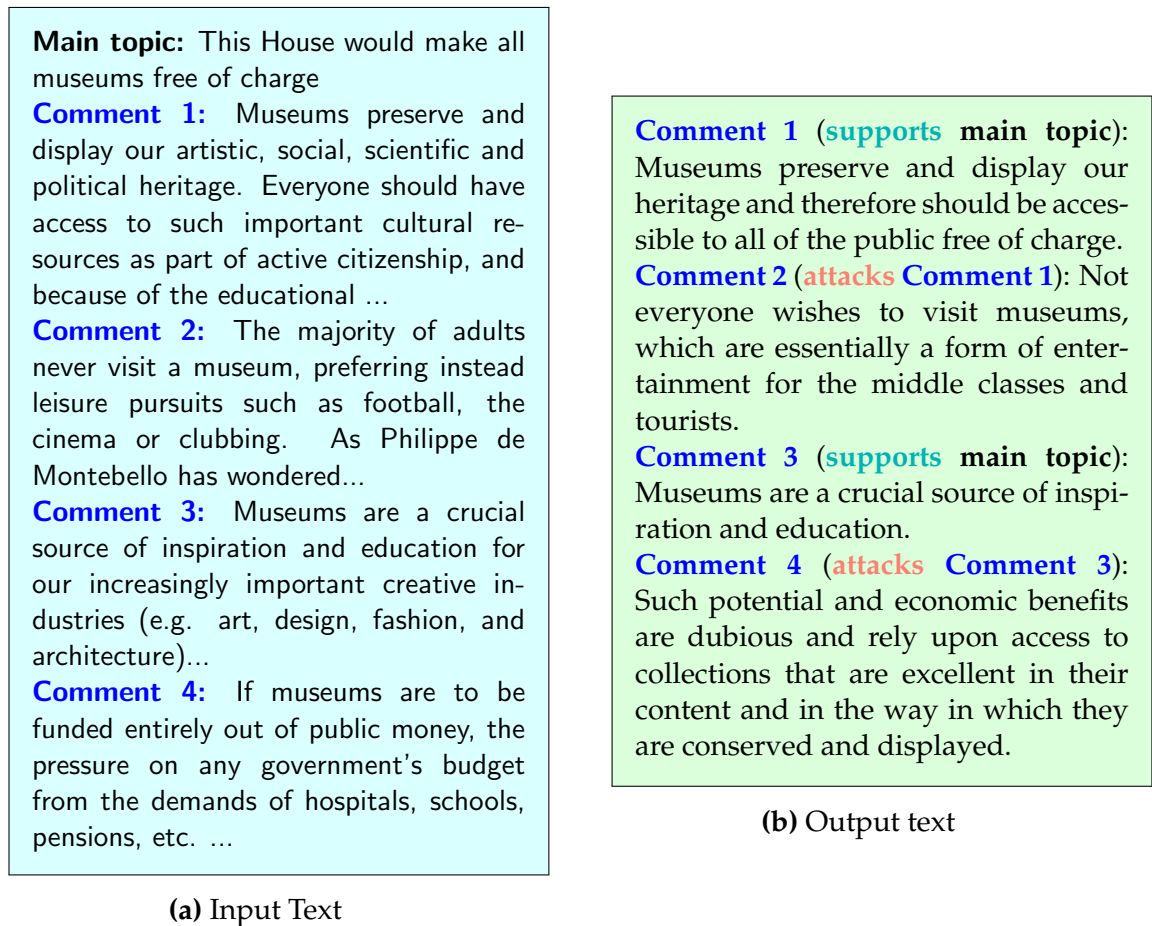 Main topic: This House would make all
museums free of charge
Comment 1: Museums preserve and
display our artistic, social, scientific and
political heritage. Everyone should have
access to such important cultural re-
sources as part of active citizenship, and
because of the educational ...
Comment 2: The majority of adults
never visit a museum, preferring instead
leisure pursuits such as football, the
cinema or clubbing. As Philippe de
Montebello has wondered...
Comment 3: Museums are a crucial
source of inspiration and education for
our increasingly important creative in-
dustries (e.g. art, design, fashion, and
architecture)...
Comment 4: If museums are to be
funded entirely out of public money, the
pressure on any government's budget
from the demands of hospitals, schools,
pensions, etc. ...
(a) Input Text
Comment 1 (supports main topic):
Museums preserve and display our
heritage and therefore should be acces-
sible to all of the public free of charge.
Comment 2 (attacks Comment 1): Not
everyone wishes to visit museums,
which are essentially a form of enter-
tainment for the middle classes and
tourists.
Comment 3 (supports main topic):
Museums are a crucial source of inspi-
ration and education.
Comment 4 (attacks Comment 3):
Such potential and economic benefits
are dubious and rely upon access to
collections that are excellent in their
content and in the way in which they
are conserved and displayed.
(b) Output text